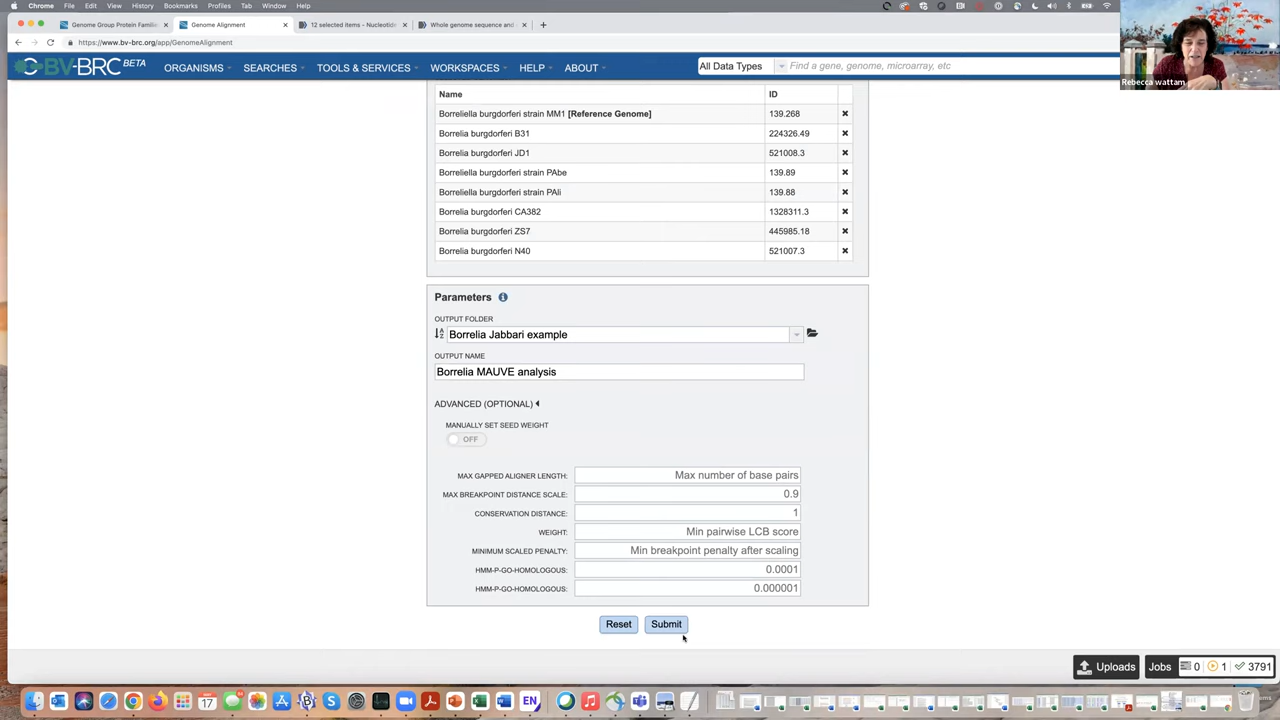 Chrome File Edit View History Bookmarks Profiles Tab Window Help
Genome Group Protein Familie
Genome Alignment
12 selected items - Nucleotide
Whole genome sequence and
https://www.bv-brc.org/app/GenomeAlignment
BV-BRC BETA ORGANISMS SEARCHES TOOLS & SERVICES WORKSPACES HELP ABOUT All Data Types Find a gene, genome, microarray, etc
Rebecca wattam
Name ID
Borreliella burgdorferi strain MM1 [Reference Genome] 139.268
Borrelia burgdorferi B31 224326.49
Borrelia burgdorferi JD1 521008.3
Borreliella burgdorferi strain PAbe 139.89
Borreliella burgdorferi strain PAli 139.88
Borrelia burgdorferi CA382 1328311.3
Borrelia burgdorferi ZS7 445985.18
Borrelia burgdorferi N40 521007.3
Parameters
OUTPUT FOLDER
Borrelia Jabbari example
OUTPUT NAME
Borrelia MAUVE analysis
ADVANCED (OPTIONAL)
MANUALLY SET SEED WEIGHT
OFF
MAX GAPPED ALIGNER LENGTH: Max number of base pairs
MAX BREAKPOINT DISTANCE SCALE: 0.9
CONSERVATION DISTANCE: 1
WEIGHT: Min pairwise LCB score
MINIMUM SCALED PENALTY: Min breakpoint penalty after scaling
HMM-P-GO-HOMOLOGOUS: 0.0001
HMM-P-GO-HOMOLOGOUS: 0.000001
Reset Submit
Uploads Jobs 0 1 3791
17 EN